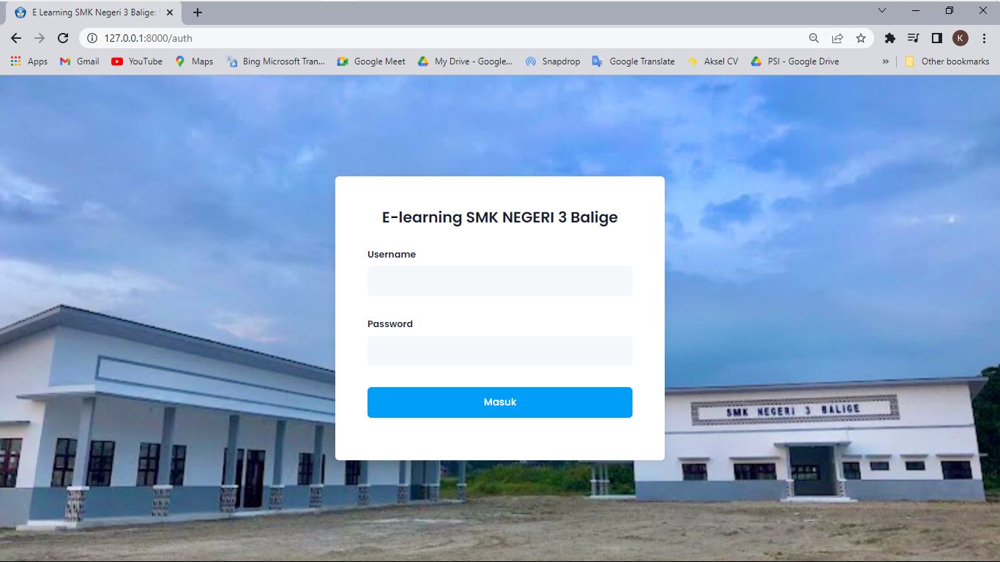 E Learning SMK Negeri 3 Balige:
127.0.0.1:8000/auth
K
Apps
Gmail
YouTube
Maps
Bing Microsoft Tran...
Google Meet
My Drive - Google...
Snapdrop
Google Translate
Aksel CV
PSI - Google Drive
»
Other bookmarks
E-learning SMK NEGERI 3 Balige
Username
Password
Masuk
SMK NEGERI 3 BALIGE